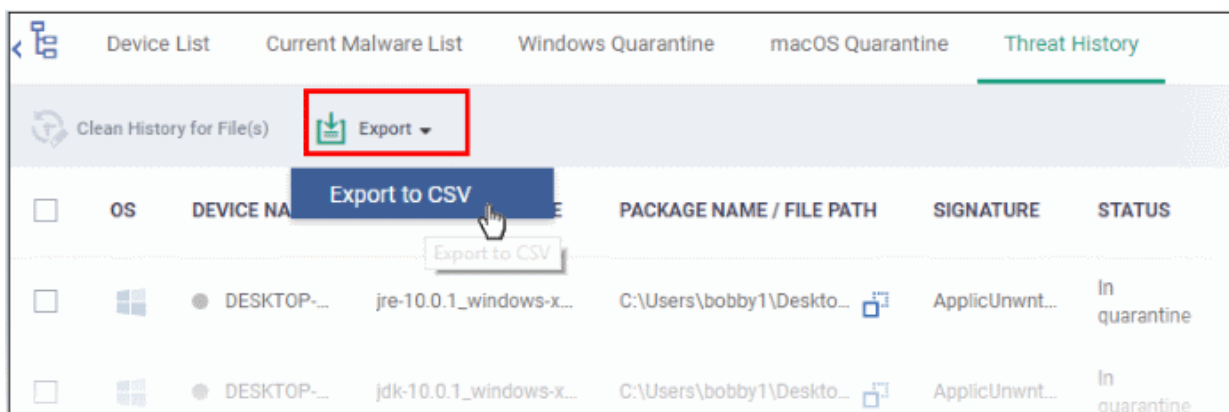 Device List Current Malware List Windows Quarantine macOS Quarantine Threat History
Clean History for File(s) Export
Export to CSV
OS DEVICE NA E PACKAGE NAME / FILE PATH SIGNATURE STATUS
Export to CSV
DESKTOP-... jre-10.0.1_windows-x... C:\Users\bobby1\Deskto... ApplicUnwnt... In
quarantine
DESKTOP-... jdk-10.0.1_windows-x... C:\Users\bobby1\Deskto... ApplicUnwnt... In
quarantine